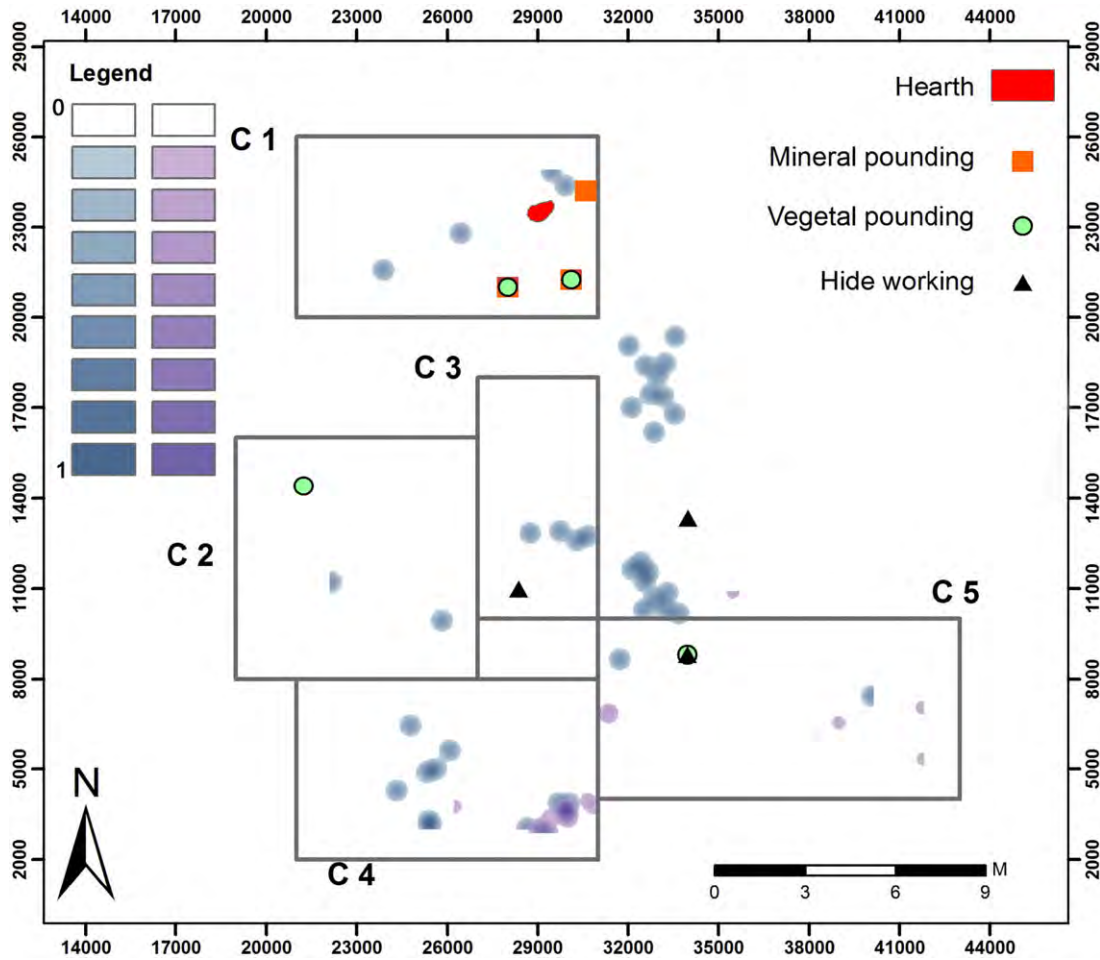 14000 17000 20000 23000 26000 29000 32000 35000 38000 41000 44000
29000 29000
Legend
0
Hearth
26000 26000
C 1
Mineral pounding
Vegetal pounding
23000 23000
Hide working
20000 20000
C 3
17000 17000
1
14000 14000
C 2
11000 11000
C 5
8000 8000
N
5000 5000
C 4
M
2000 2000
0 3 6 9
14000 17000 20000 23000 26000 29000 32000 35000 38000 41000 44000